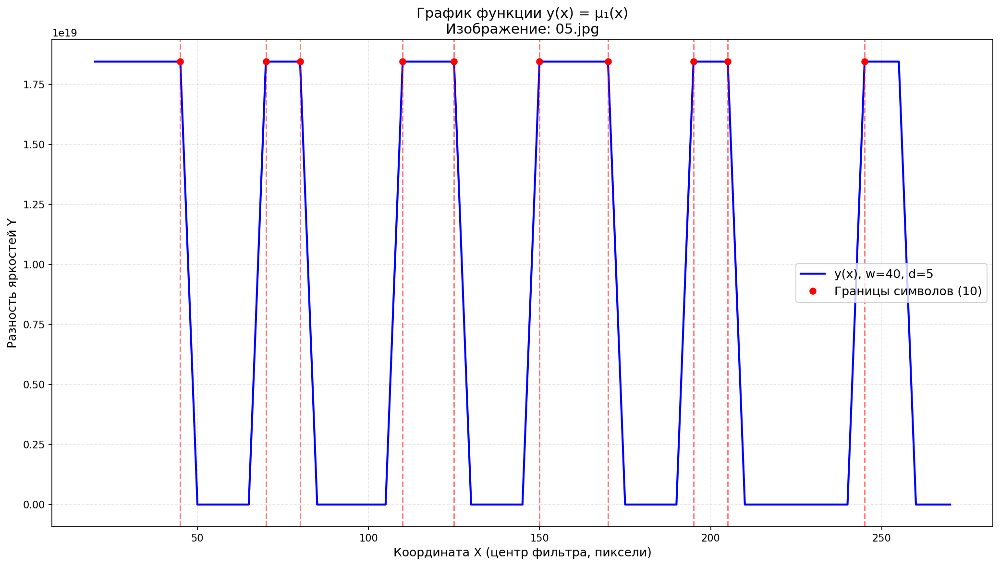 График функции y(x) = μ₁(x)
Изображение: 05.jpg
1e19
1.75
1.50
1.25
1.00
0.75
0.50
0.25
0.00
Разность яркостей Y
y(x), w=40, d=5
Границы символов (10)
50 100 150 200 250
Координата X (центр фильтра, пиксели)